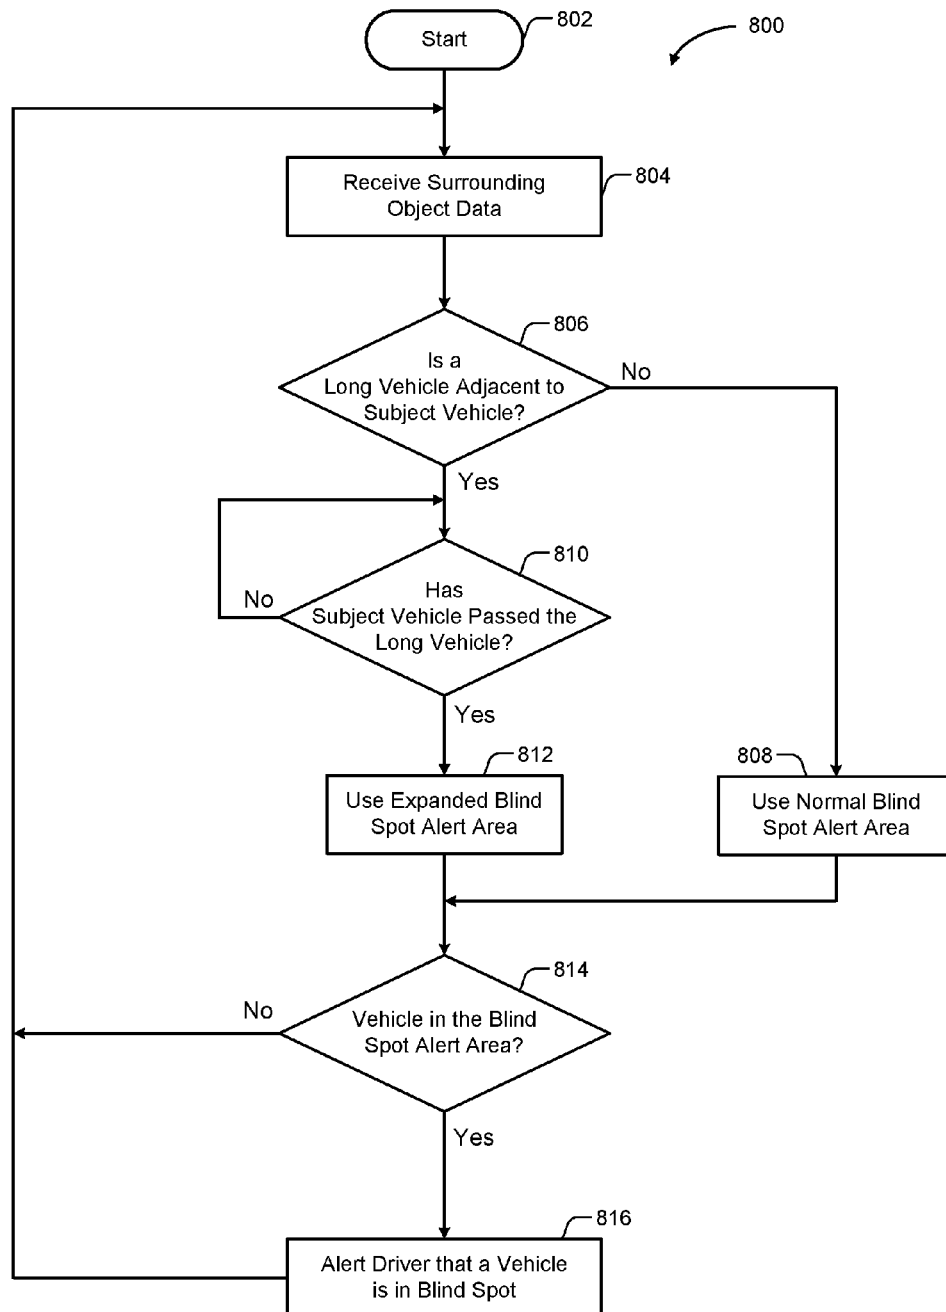 Start
802
800
Receive Surrounding
Object Data
804
806
Is a
Long Vehicle Adjacent to
Subject Vehicle?
No
Yes
810
Has
Subject Vehicle Passed the
Long Vehicle?
No
Yes
812
Use Expanded Blind
Spot Alert Area
808
Use Normal Blind
Spot Alert Area
814
Vehicle in the Blind
Spot Alert Area?
No
Yes
816
Alert Driver that a Vehicle
is in Blind Spot